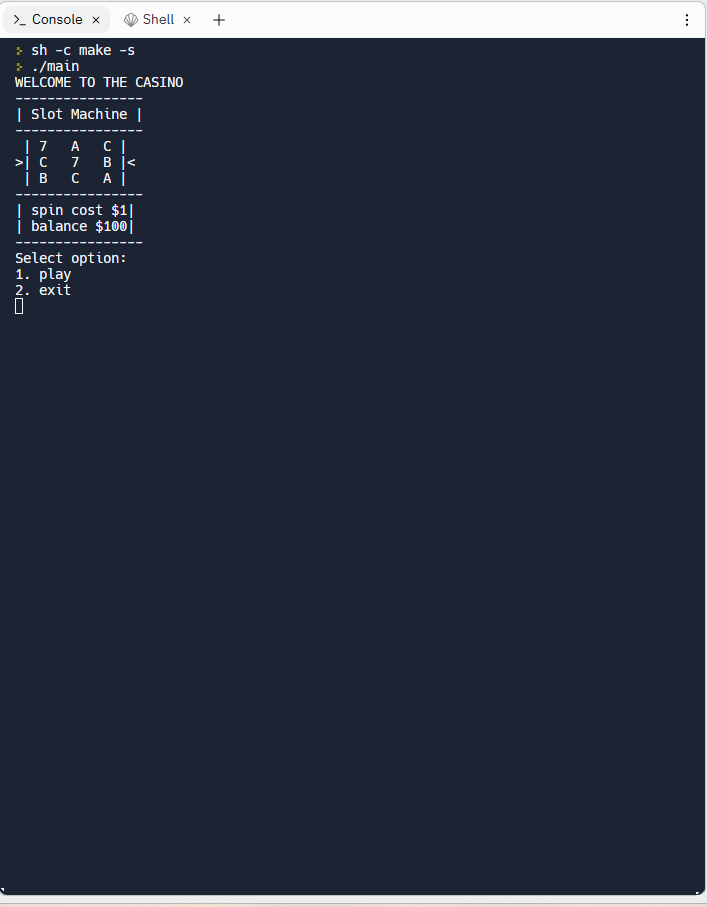 Console × Shell × +
sh -c make -s
./main
WELCOME TO THE CASINO
----------------
| Slot Machine |
----------------
 | 7   A   C |
>| C   7   B |<
 | B   C   A |
----------------
| spin cost $1|
| balance $100|
----------------
Select option:
1. play
2. exit